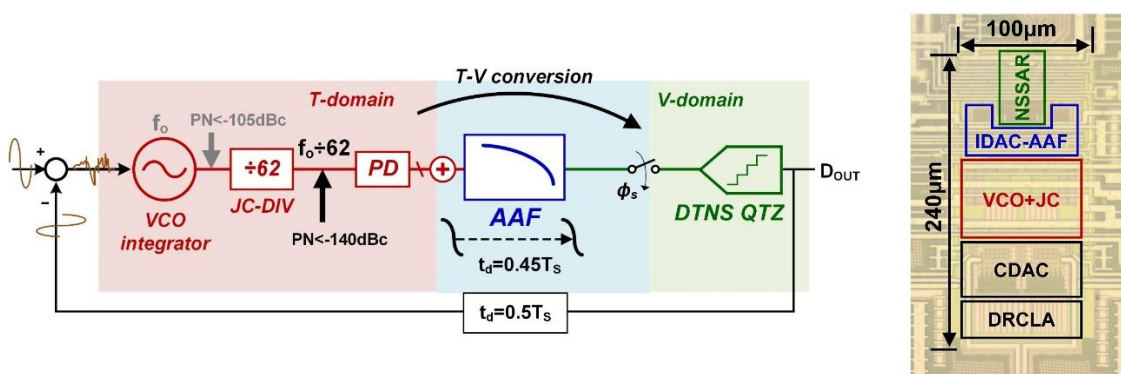 T-V conversion
T-domain
V-domain
fo
PN<-105dBc
+
−
÷62
fo÷62
PD
+
ϕs
DOUT
VCO
integrator
JC-DIV
PN<-140dBc
AAF
DTNS QTZ
td=0.45TS
td=0.5TS
100µm
240µm
NSSAR
IDAC-AAF
VCO+JC
CDAC
DRCLA